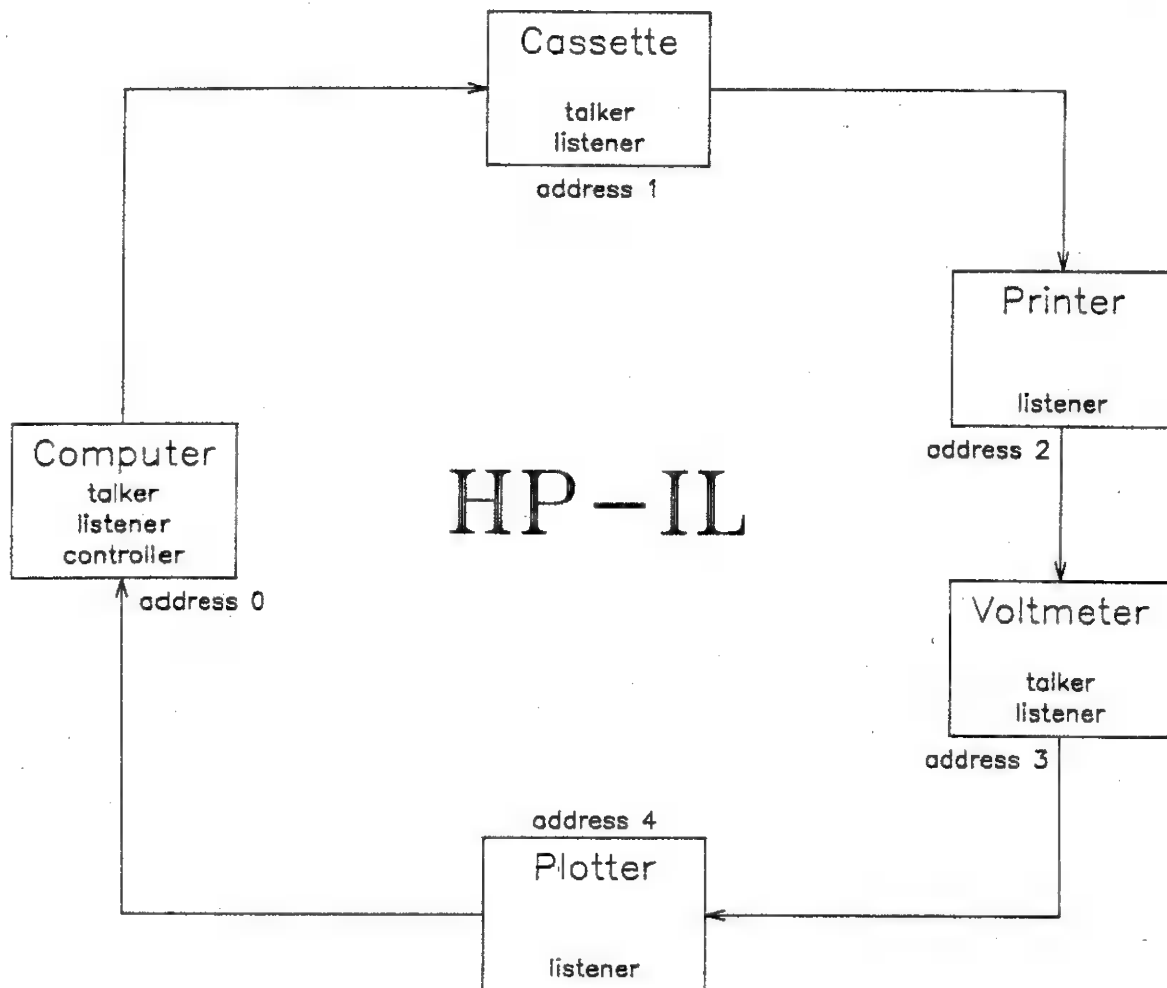 Cassette
talker
listener
address 1
Printer
listener
address 2
Computer
talker
listener
controller
address 0
HP-IL
Voltmeter
talker
listener
address 3
address 4
Plotter
listener